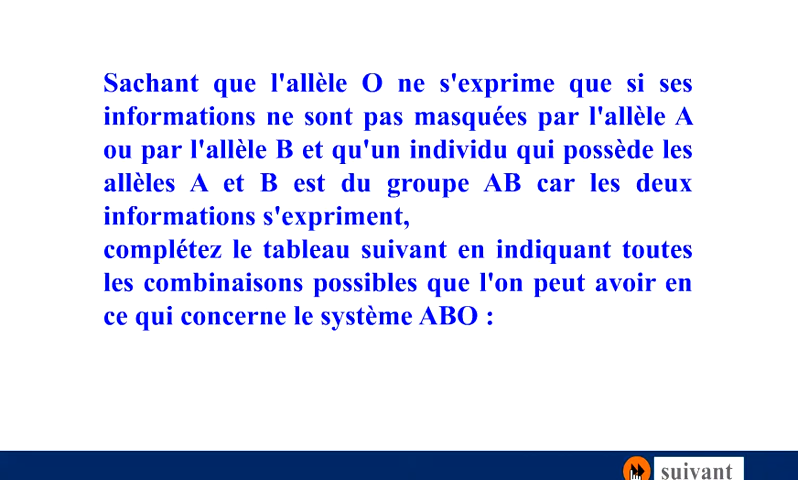 Sachant que l'allèle O ne s'exprime que si ses
informations ne sont pas masquées par l'allèle A
ou par l'allèle B et qu'un individu qui possède les
allèles A et B est du groupe AB car les deux
informations s'expriment,
complétez le tableau suivant en indiquant toutes
les combinaisons possibles que l'on peut avoir en
ce qui concerne le système ABO :
suivant